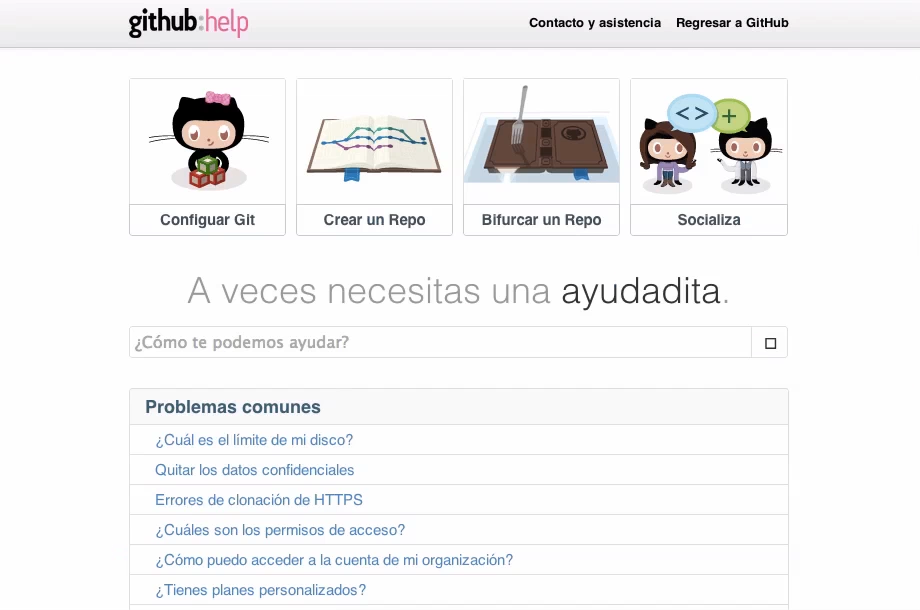 github:help
Contacto y asistencia Regresar a GitHub
Configuar Git
Crear un Repo
Bifurcar un Repo
< > +
Socializa
A veces necesitas una ayudadita.
¿Cómo te podemos ayudar?
Problemas comunes
¿Cuál es el límite de mi disco?
Quitar los datos confidenciales
Errores de clonación de HTTPS
¿Cuáles son los permisos de acceso?
¿Cómo puedo acceder a la cuenta de mi organización?
¿Tienes planes personalizados?